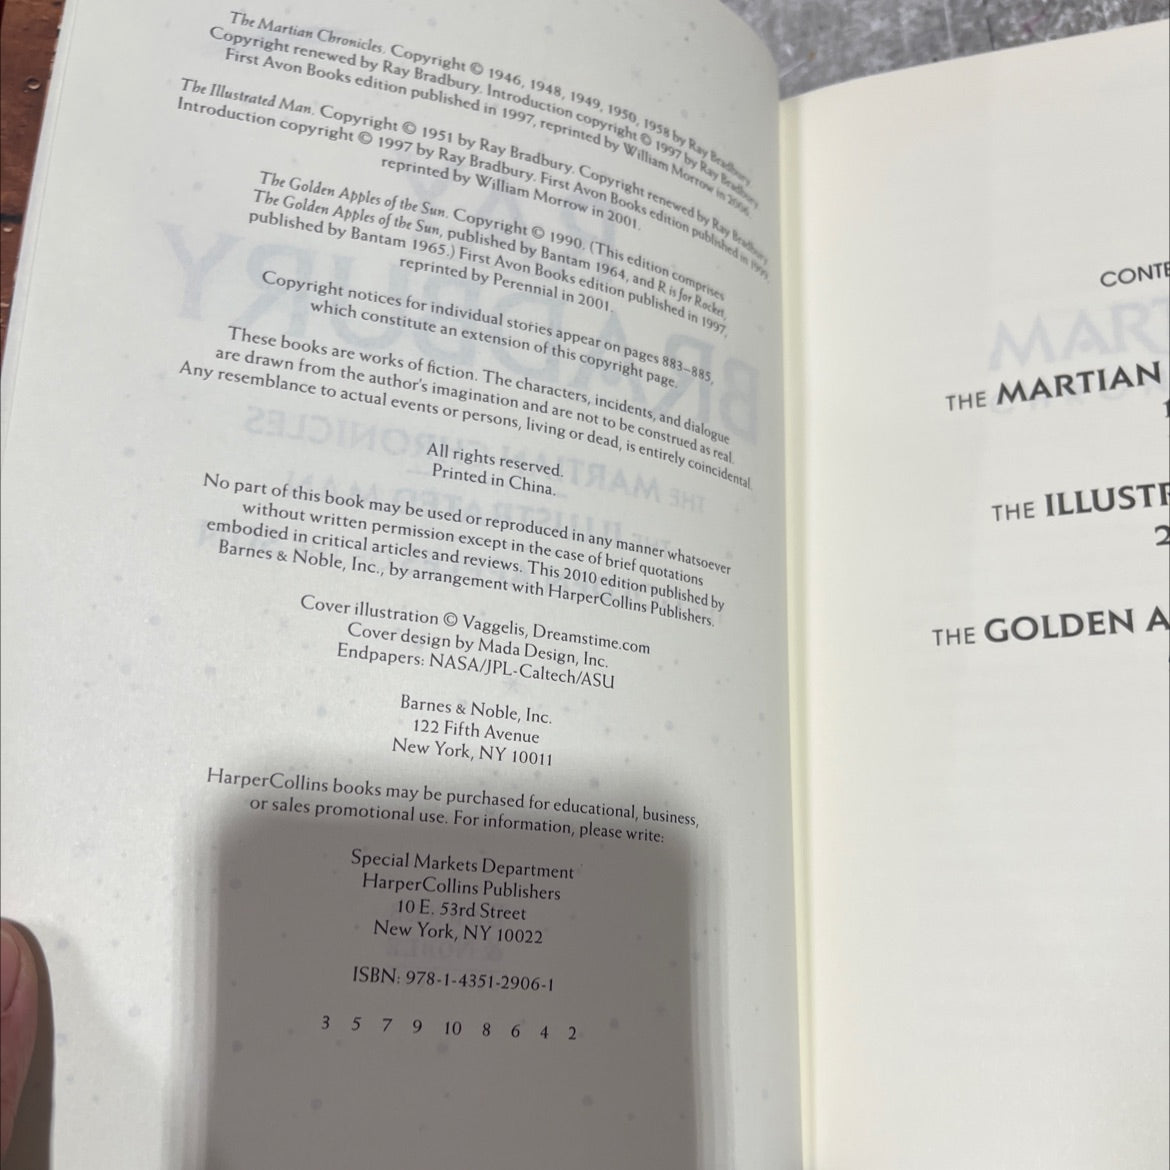 The Martian Chronicles. Copyright © 1946, 1948, 1949, 1950, 1958 by Ray Bradbury.
Copyright renewed by Ray Bradbury. Introduction copyright © 1997 by Ray Bradbury
First Avon Books edition published in 1997, reprinted by William Morrow in 2006.
The Illustrated Man. Copyright © 1951 by Ray Bradbury. Copyright renewed by Ray Bradbury.
Introduction copyright © 1997 by Ray Bradbury. First Avon Books edition published in
reprinted by William Morrow in 2001.
The Golden Apples of the Sun. Copyright © 1990. (This edition comprises
The Golden Apples of the Sun, published by Bantam 1964, and R is for Rocket,
published by Bantam 1965.) First Avon Books edition published in 1997,
reprinted by Perennial in 2001.
Copyright notices for individual stories appear on pages 883–885,
which constitute an extension of this copyright page.
These books are works of fiction. The characters, incidents, and dialogue
are drawn from the author's imagination and are not to be construed as real.
Any resemblance to actual events or persons, living or dead, is entirely coincidental.
All rights reserved.
Printed in China.
No part of this book may be used or reproduced in any manner whatsoever
without written permission except in the case of brief quotations
embodied in critical articles and reviews. This 2010 edition published by
Barnes & Noble, Inc., by arrangement with HarperCollins Publishers.
Cover illustration © Vaggelis, Dreamstime.com
Cover design by Mada Design, Inc.
Endpapers: NASA/JPL-Caltech/ASU
Barnes & Noble, Inc.
122 Fifth Avenue
New York, NY 10011
HarperCollins books may be purchased for educational, business,
or sales promotional use. For information, please write:
Special Markets Department
HarperCollins Publishers
10 E. 53rd Street
New York, NY 10022
ISBN: 978-1-4351-2906-1
3 5 7 9 10 8 6 4 2
CONTE
THE MARTIAN
1
THE ILLUSTR
2
THE GOLDEN A